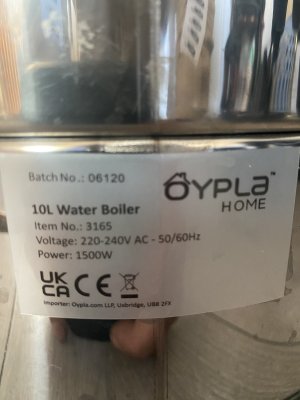 Batch No.: 06120
OYPLA™
HOME
10L Water Boiler
Item No.: 3165
Voltage: 220-240V AC - 50/60Hz
Power: 1500W
UK
CA CE
Importer: Oypla.com LLP, Uxbridge, UB8 2FX